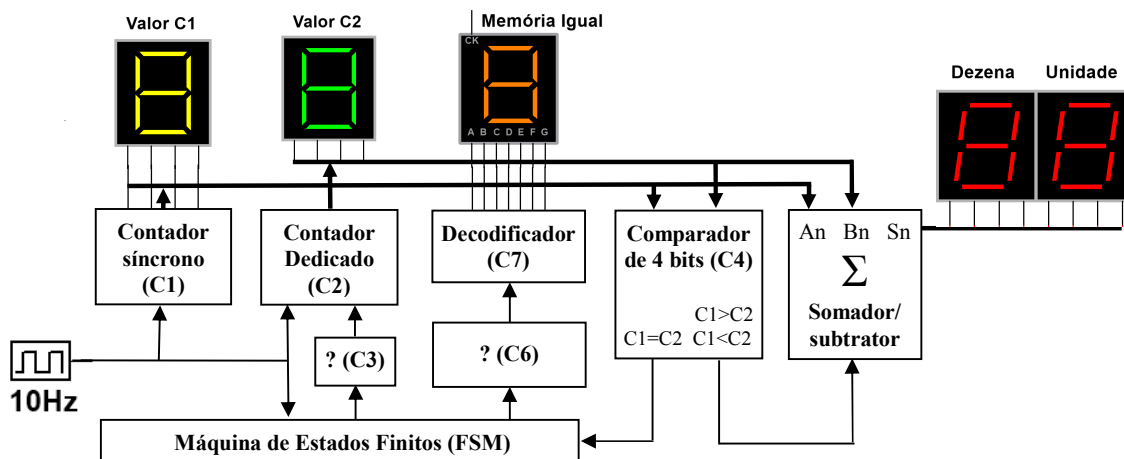 Valor C1
Valor C2
Memória Igual
CK
A B C D E F G
Dezena
Unidade
Contador
síncrono
(C1)
Contador
Dedicado
(C2)
Decodificador
(C7)
Comparador
de 4 bits (C4)
C1>C2
C1=C2 C1<C2
An Bn Sn
Σ
Somador/
subtrator
? (C3)
? (C6)
10Hz
Máquina de Estados Finitos (FSM)